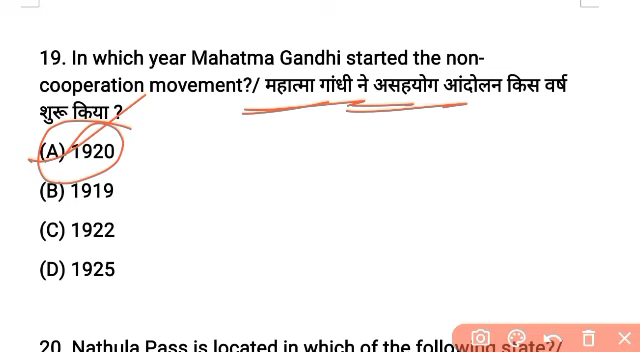 19. In which year Mahatma Gandhi started the non-
cooperation movement?/ महात्मा गांधी ने असहयोग आंदोलन किस वर्ष
शुरू किया ?
(A) 1920
(B) 1919
(C) 1922
(D) 1925
20. Nathula Pass is located in which of the following state?/